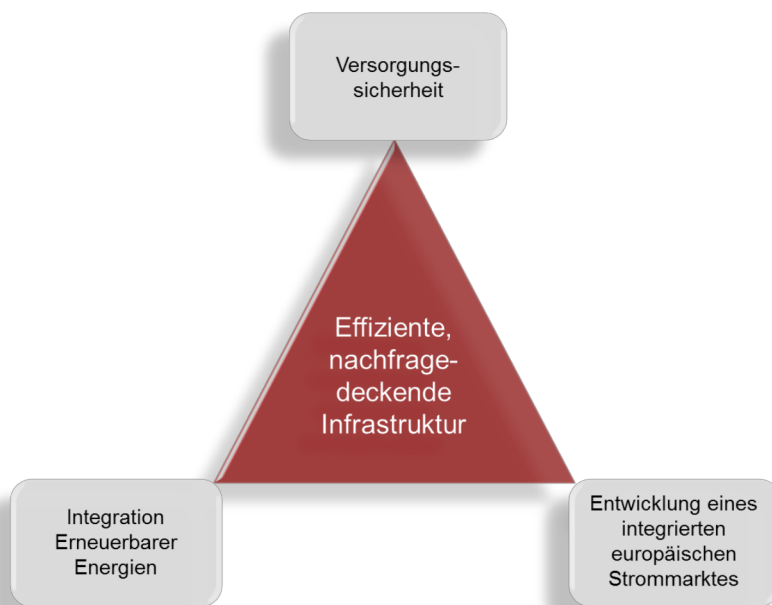 Versorgungs-
sicherheit
Effiziente,
nachfrage-
deckende
Infrastruktur
Integration
Erneuerbarer
Energien
Entwicklung eines
integrierten
europäischen
Strommarktes